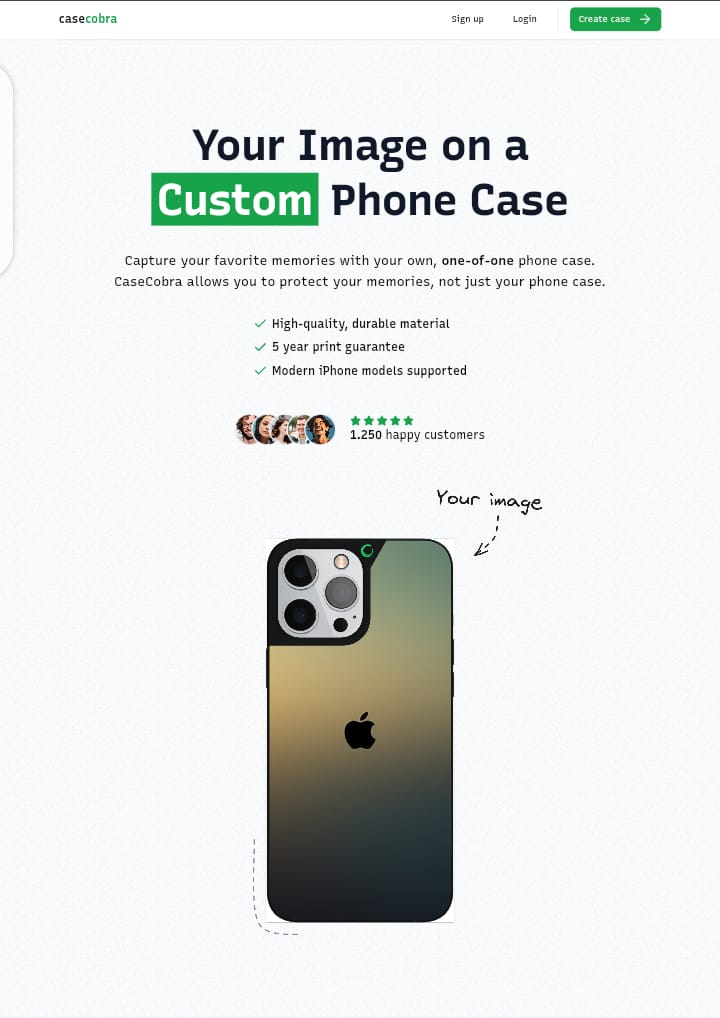 casecobra
Sign up
Login
Create case
Your Image on a
Custom Phone Case
Capture your favorite memories with your own, one-of-one phone case.
CaseCobra allows you to protect your memories, not just your phone case.
High-quality, durable material
5 year print guarantee
Modern iPhone models supported
1.250 happy customers
Your image